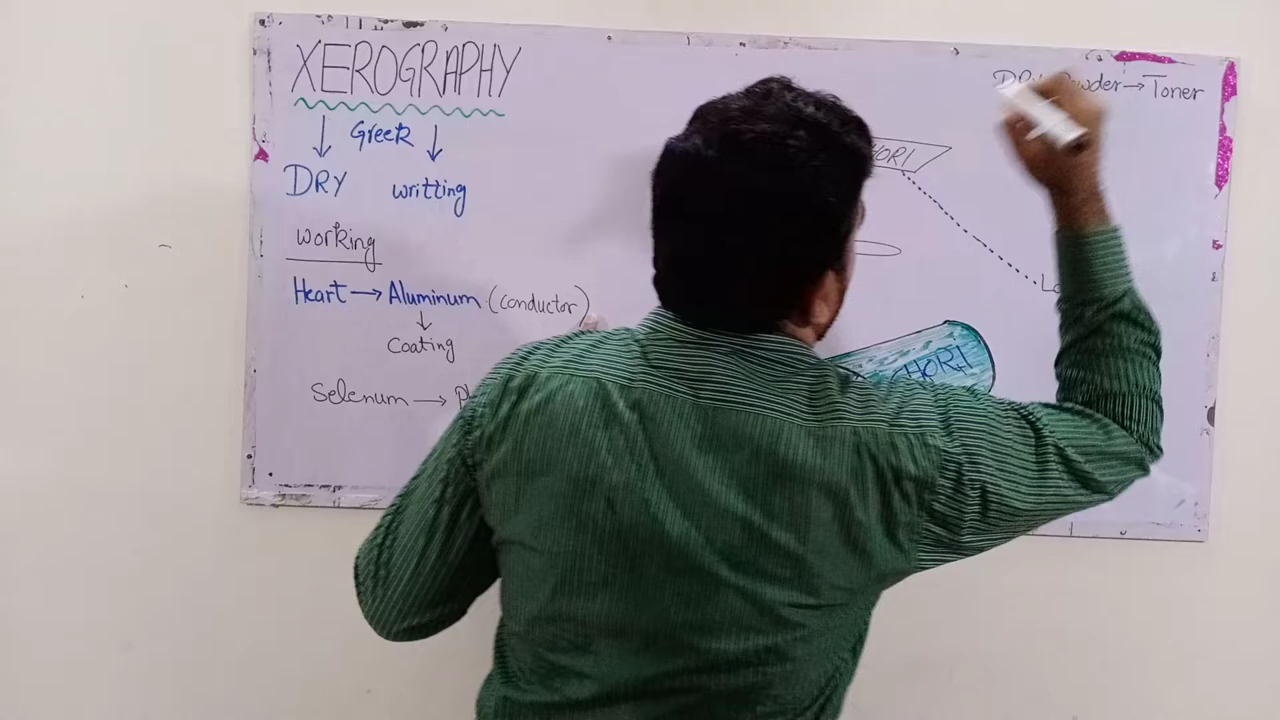 XEROGRAPHY
Greek
DRY writting
working
Heart → Aluminum (conductor)
↓
Coating
Selenum →
DRY Powder → Toner
HORI
HORI